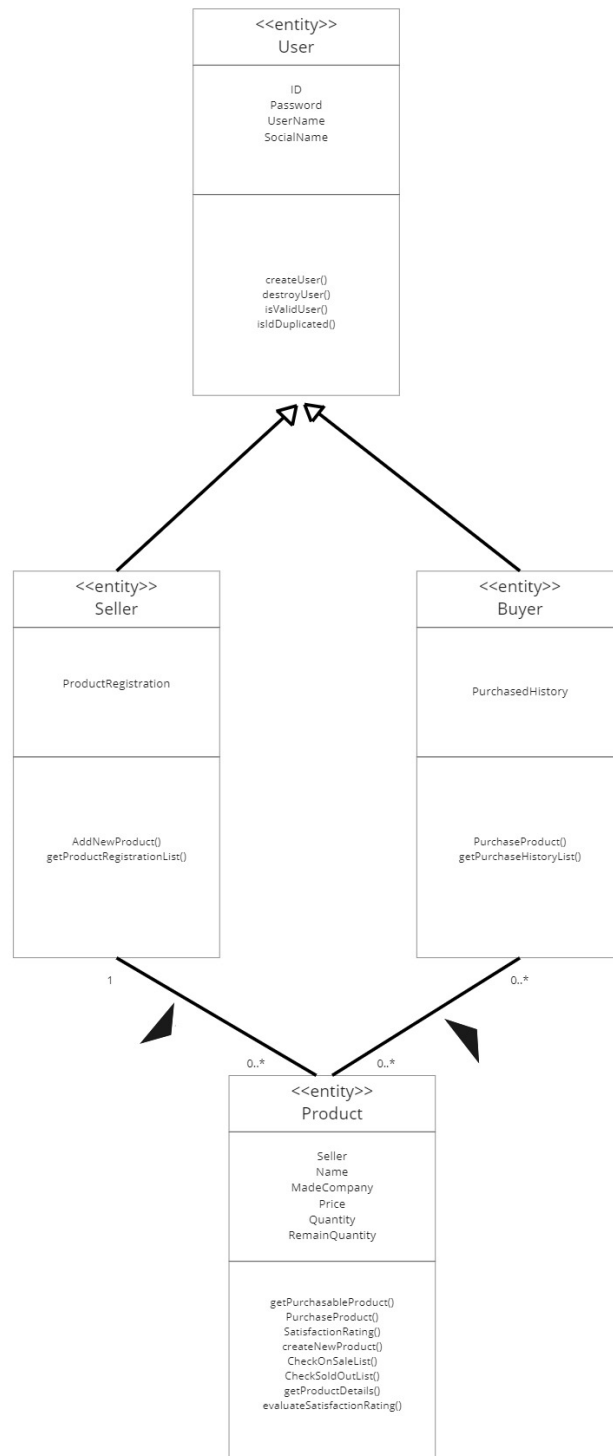 <<entity>>
User
ID
Password
UserName
SocialName
createUser()
destroyUser()
isValidUser()
isIdDuplicated()
<<entity>>
Seller
ProductRegistration
AddNewProduct()
getProductRegistrationList()
<<entity>>
Buyer
PurchasedHistory
PurchaseProduct()
getPurchaseHistoryList()
1
0..*
0..*
0..*
<<entity>>
Product
Seller
Name
MadeCompany
Price
Quantity
RemainQuantity
getPurchasableProduct()
PurchaseProduct()
SatisfactionRating()
createNewProduct()
CheckOnSaleList()
CheckSoldOutList()
getProductDetails()
evaluateSatisfactionRating()